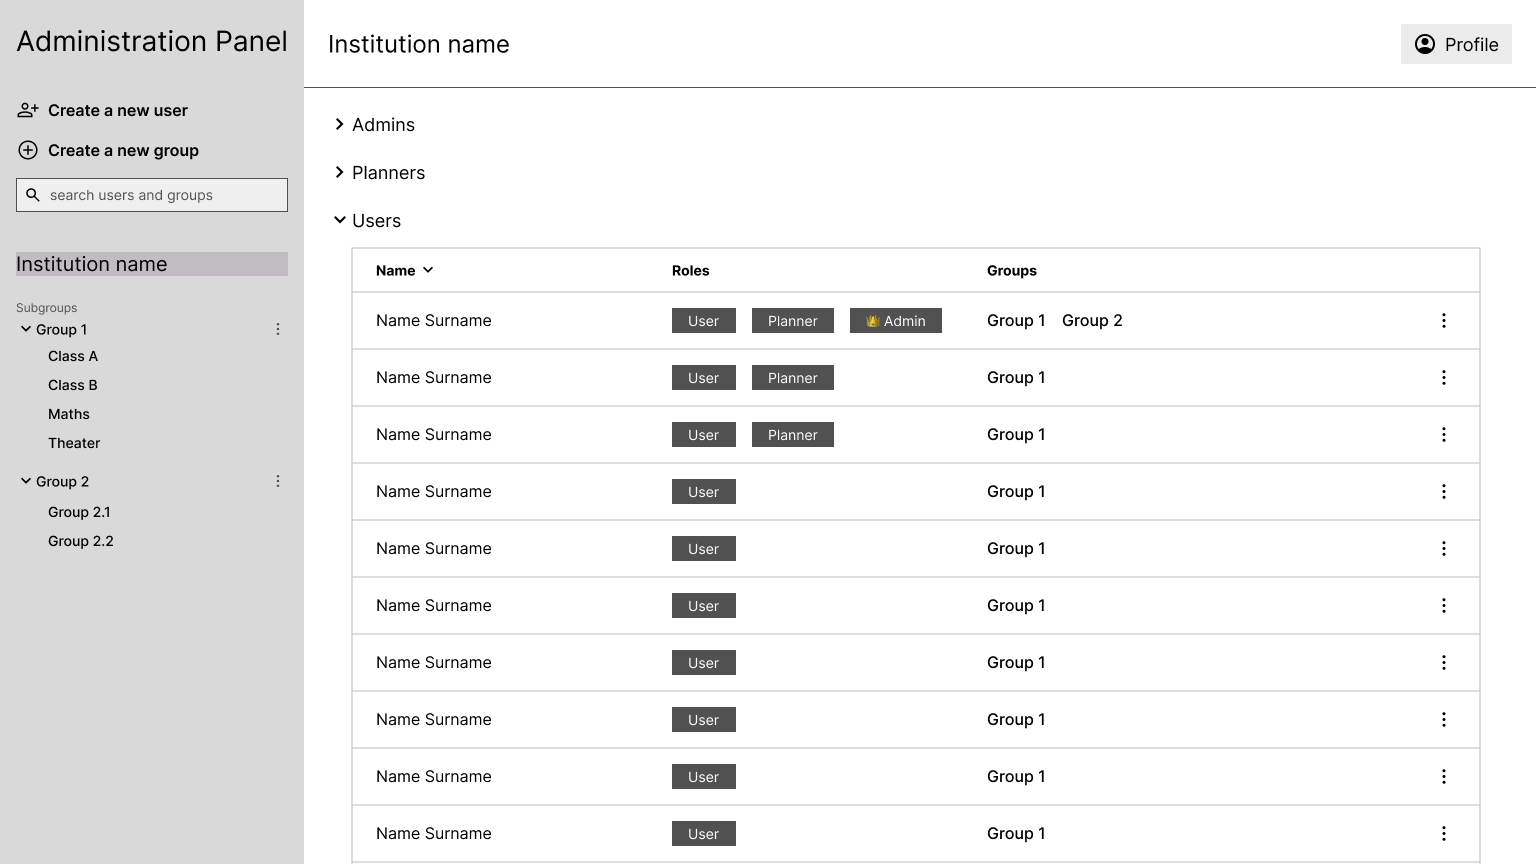 Administration Panel
Create a new user
Create a new group
search users and groups
Institution name
Subgroups
Group 1
Class A
Class B
Maths
Theater
Group 2
Group 2.1
Group 2.2
Institution name
Profile
Admins
Planners
Users
Name Roles Groups
Name Surname User Planner Admin Group 1 Group 2
Name Surname User Planner Group 1
Name Surname User Planner Group 1
Name Surname User Group 1
Name Surname User Group 1
Name Surname User Group 1
Name Surname User Group 1
Name Surname User Group 1
Name Surname User Group 1
Name Surname User Group 1